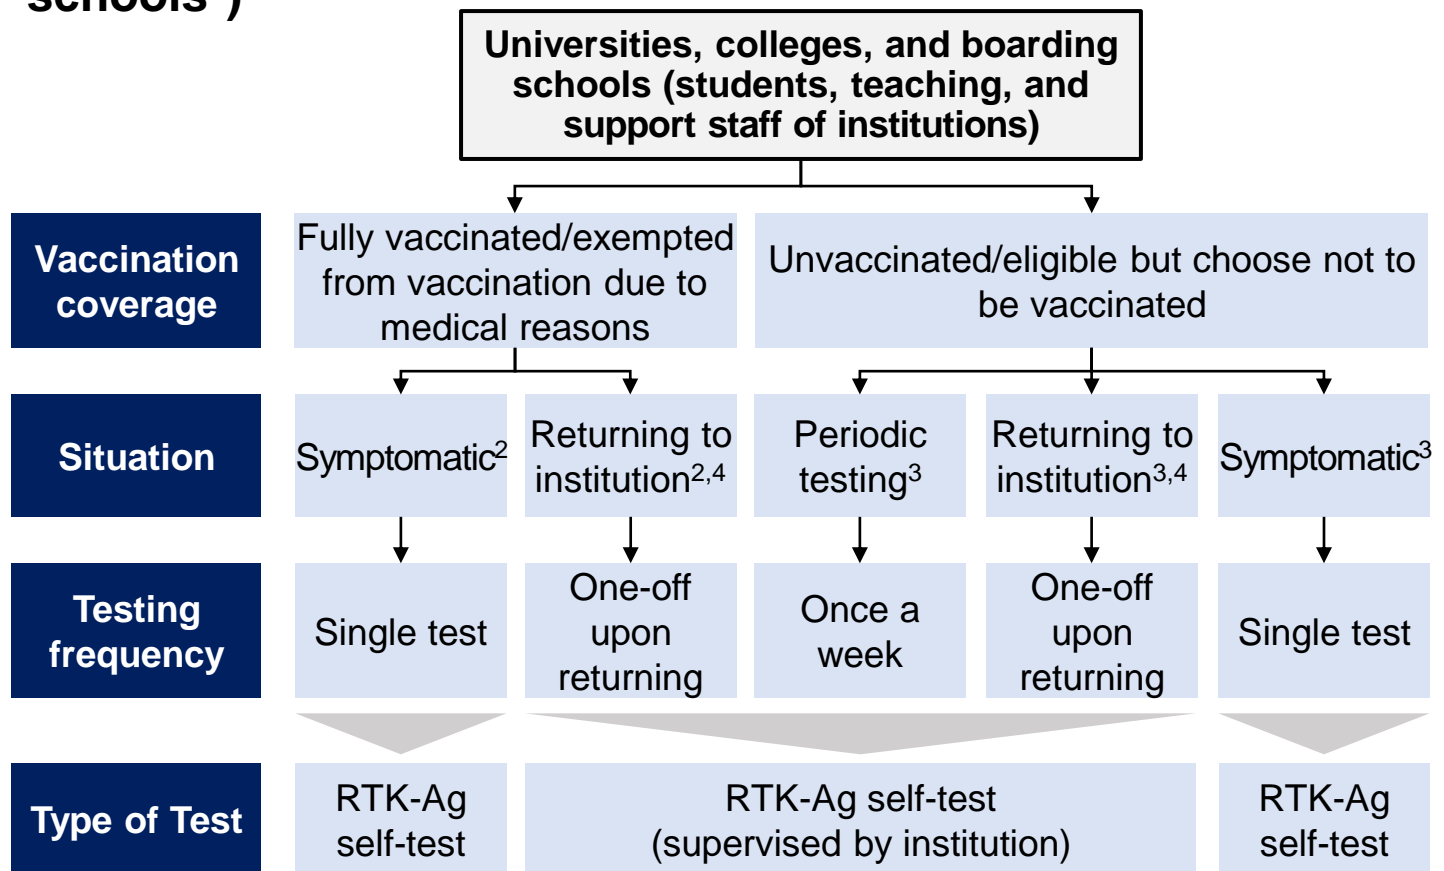 schools )
Universities, colleges, and boarding
schools (students, teaching, and
support staff of institutions)
Vaccination
coverage
Fully vaccinated/exempted
from vaccination due to
medical reasons
Unvaccinated/eligible but choose not to
be vaccinated
Situation
Symptomatic²
Returning to
institution²,⁴
Periodic
testing³
Returning to
institution³,⁴
Symptomatic³
Testing
frequency
Single test
One-off
upon
returning
Once a
week
One-off
upon
returning
Single test
Type of Test
RTK-Ag
self-test
RTK-Ag self-test
(supervised by institution)
RTK-Ag
self-test